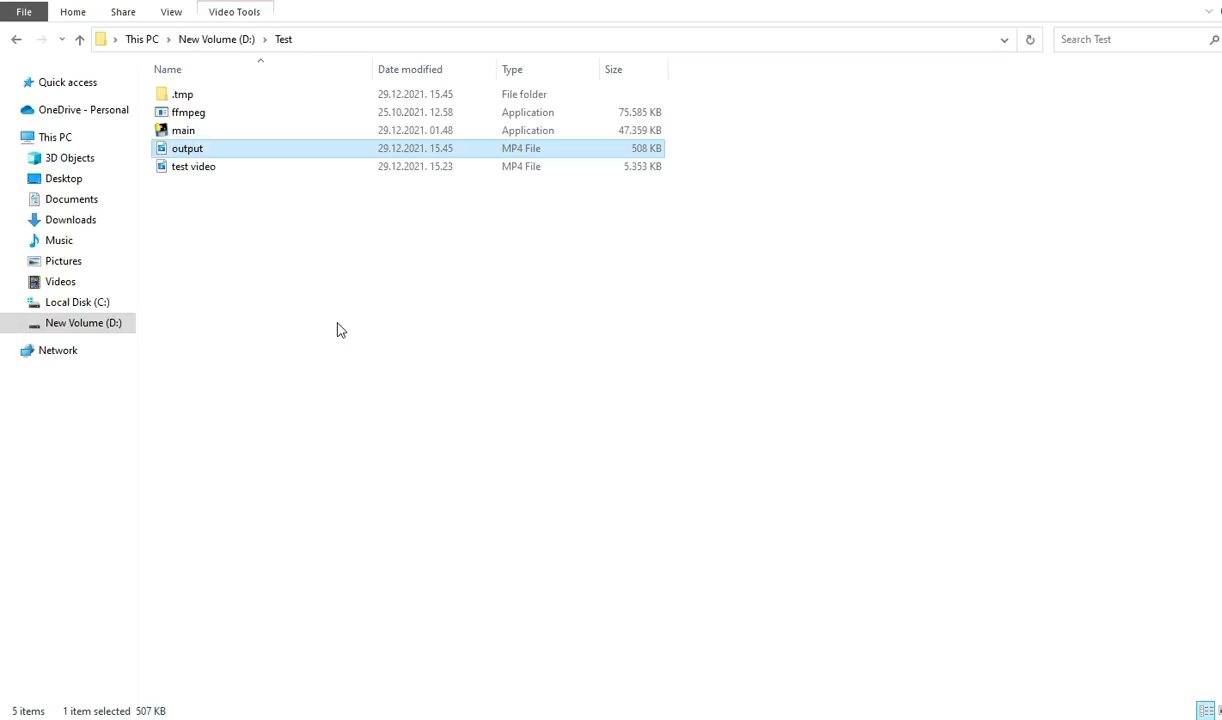 File Home Share View Video Tools
This PC New Volume (D:) Test Search Test
Name Date modified Type Size
Quick access
OneDrive - Personal
This PC
3D Objects
Desktop
Documents
Downloads
Music
Pictures
Videos
Local Disk (C:)
New Volume (D:)
Network
.tmp 29.12.2021. 15.45 File folder
ffmpeg 25.10.2021. 12.58 Application 75.585 KB
main 29.12.2021. 01.48 Application 47.359 KB
output 29.12.2021. 15.45 MP4 File 508 KB
test video 29.12.2021. 15.23 MP4 File 5.353 KB
5 items 1 item selected 507 KB